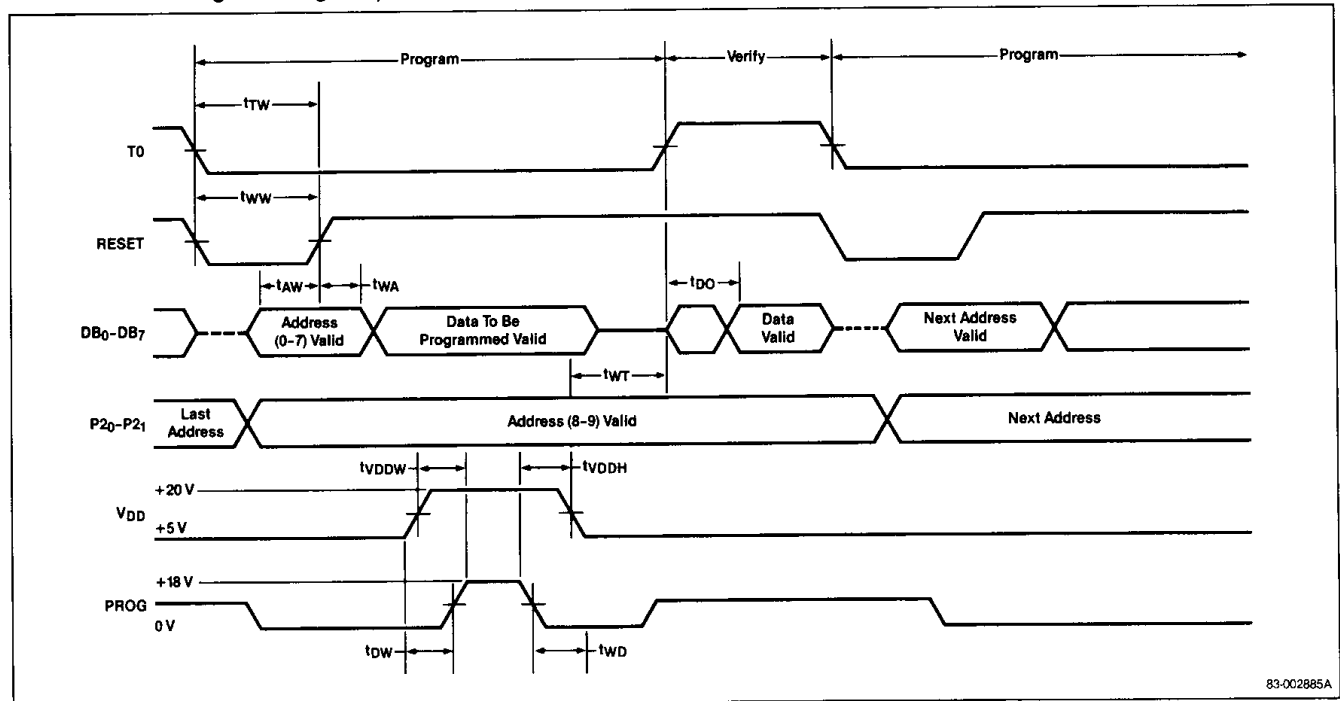 Program
Verify
Program
tTW
T0
tWW
RESET
tAW
tWA
tDO
DB0-DB7
Address
(0-7) Valid
Data To Be
Programmed Valid
Data
Valid
Next Address
Valid
tWT
P20-P21
Last
Address
Address (8-9) Valid
Next Address
tVDDW
tVDDH
+20 V
VDD
+5 V
+18 V
PROG
0 V
tDW
tWD
83-002885A